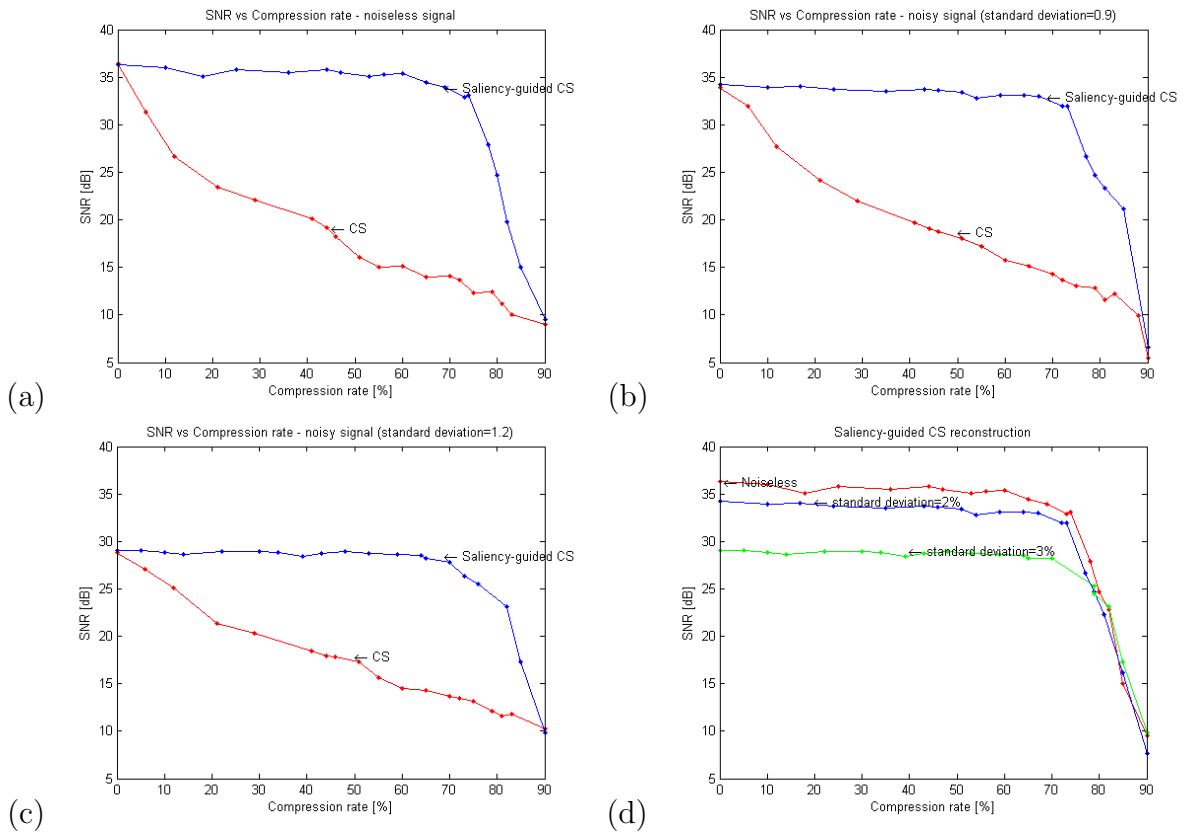 SNR vs Compression rate - noiseless signal
40
35
30
25
20
15
10
5
SNR [dB]
← Saliency-guided CS
← CS
0 10 20 30 40 50 60 70 80 90
Compression rate [%]
(a)
SNR vs Compression rate - noisy signal (standard deviation=0.9)
40
35
30
25
20
15
10
5
SNR [dB]
← Saliency-guided CS
← CS
0 10 20 30 40 50 60 70 80 90
Compression rate [%]
(b)
SNR vs Compression rate - noisy signal (standard deviation=1.2)
40
35
30
25
20
15
10
5
SNR [dB]
← Saliency-guided CS
← CS
0 10 20 30 40 50 60 70 80 90
Compression rate [%]
(c)
Saliency-guided CS reconstruction
40
35
30
25
20
15
10
5
SNR [dB]
← Noiseless
← standard deviation=2%
← standard deviation=3%
0 10 20 30 40 50 60 70 80 90
Compression rate [%]
(d)